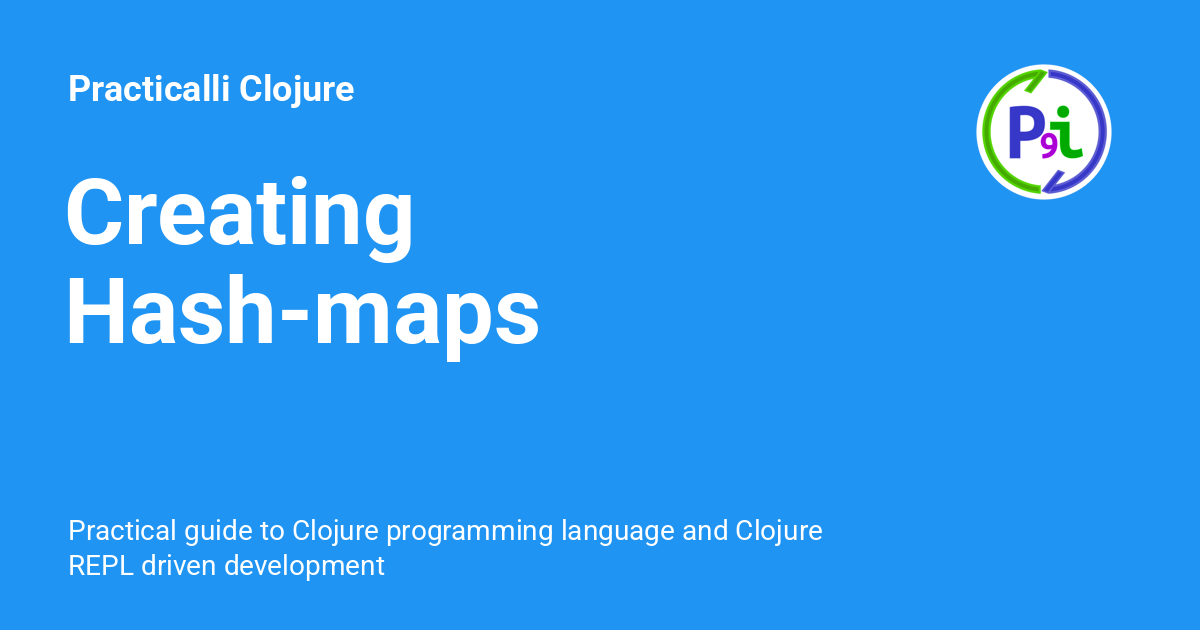 Practicalli Clojure
P9i
Creating
Hash-maps
Practical guide to Clojure programming language and Clojure
REPL driven development